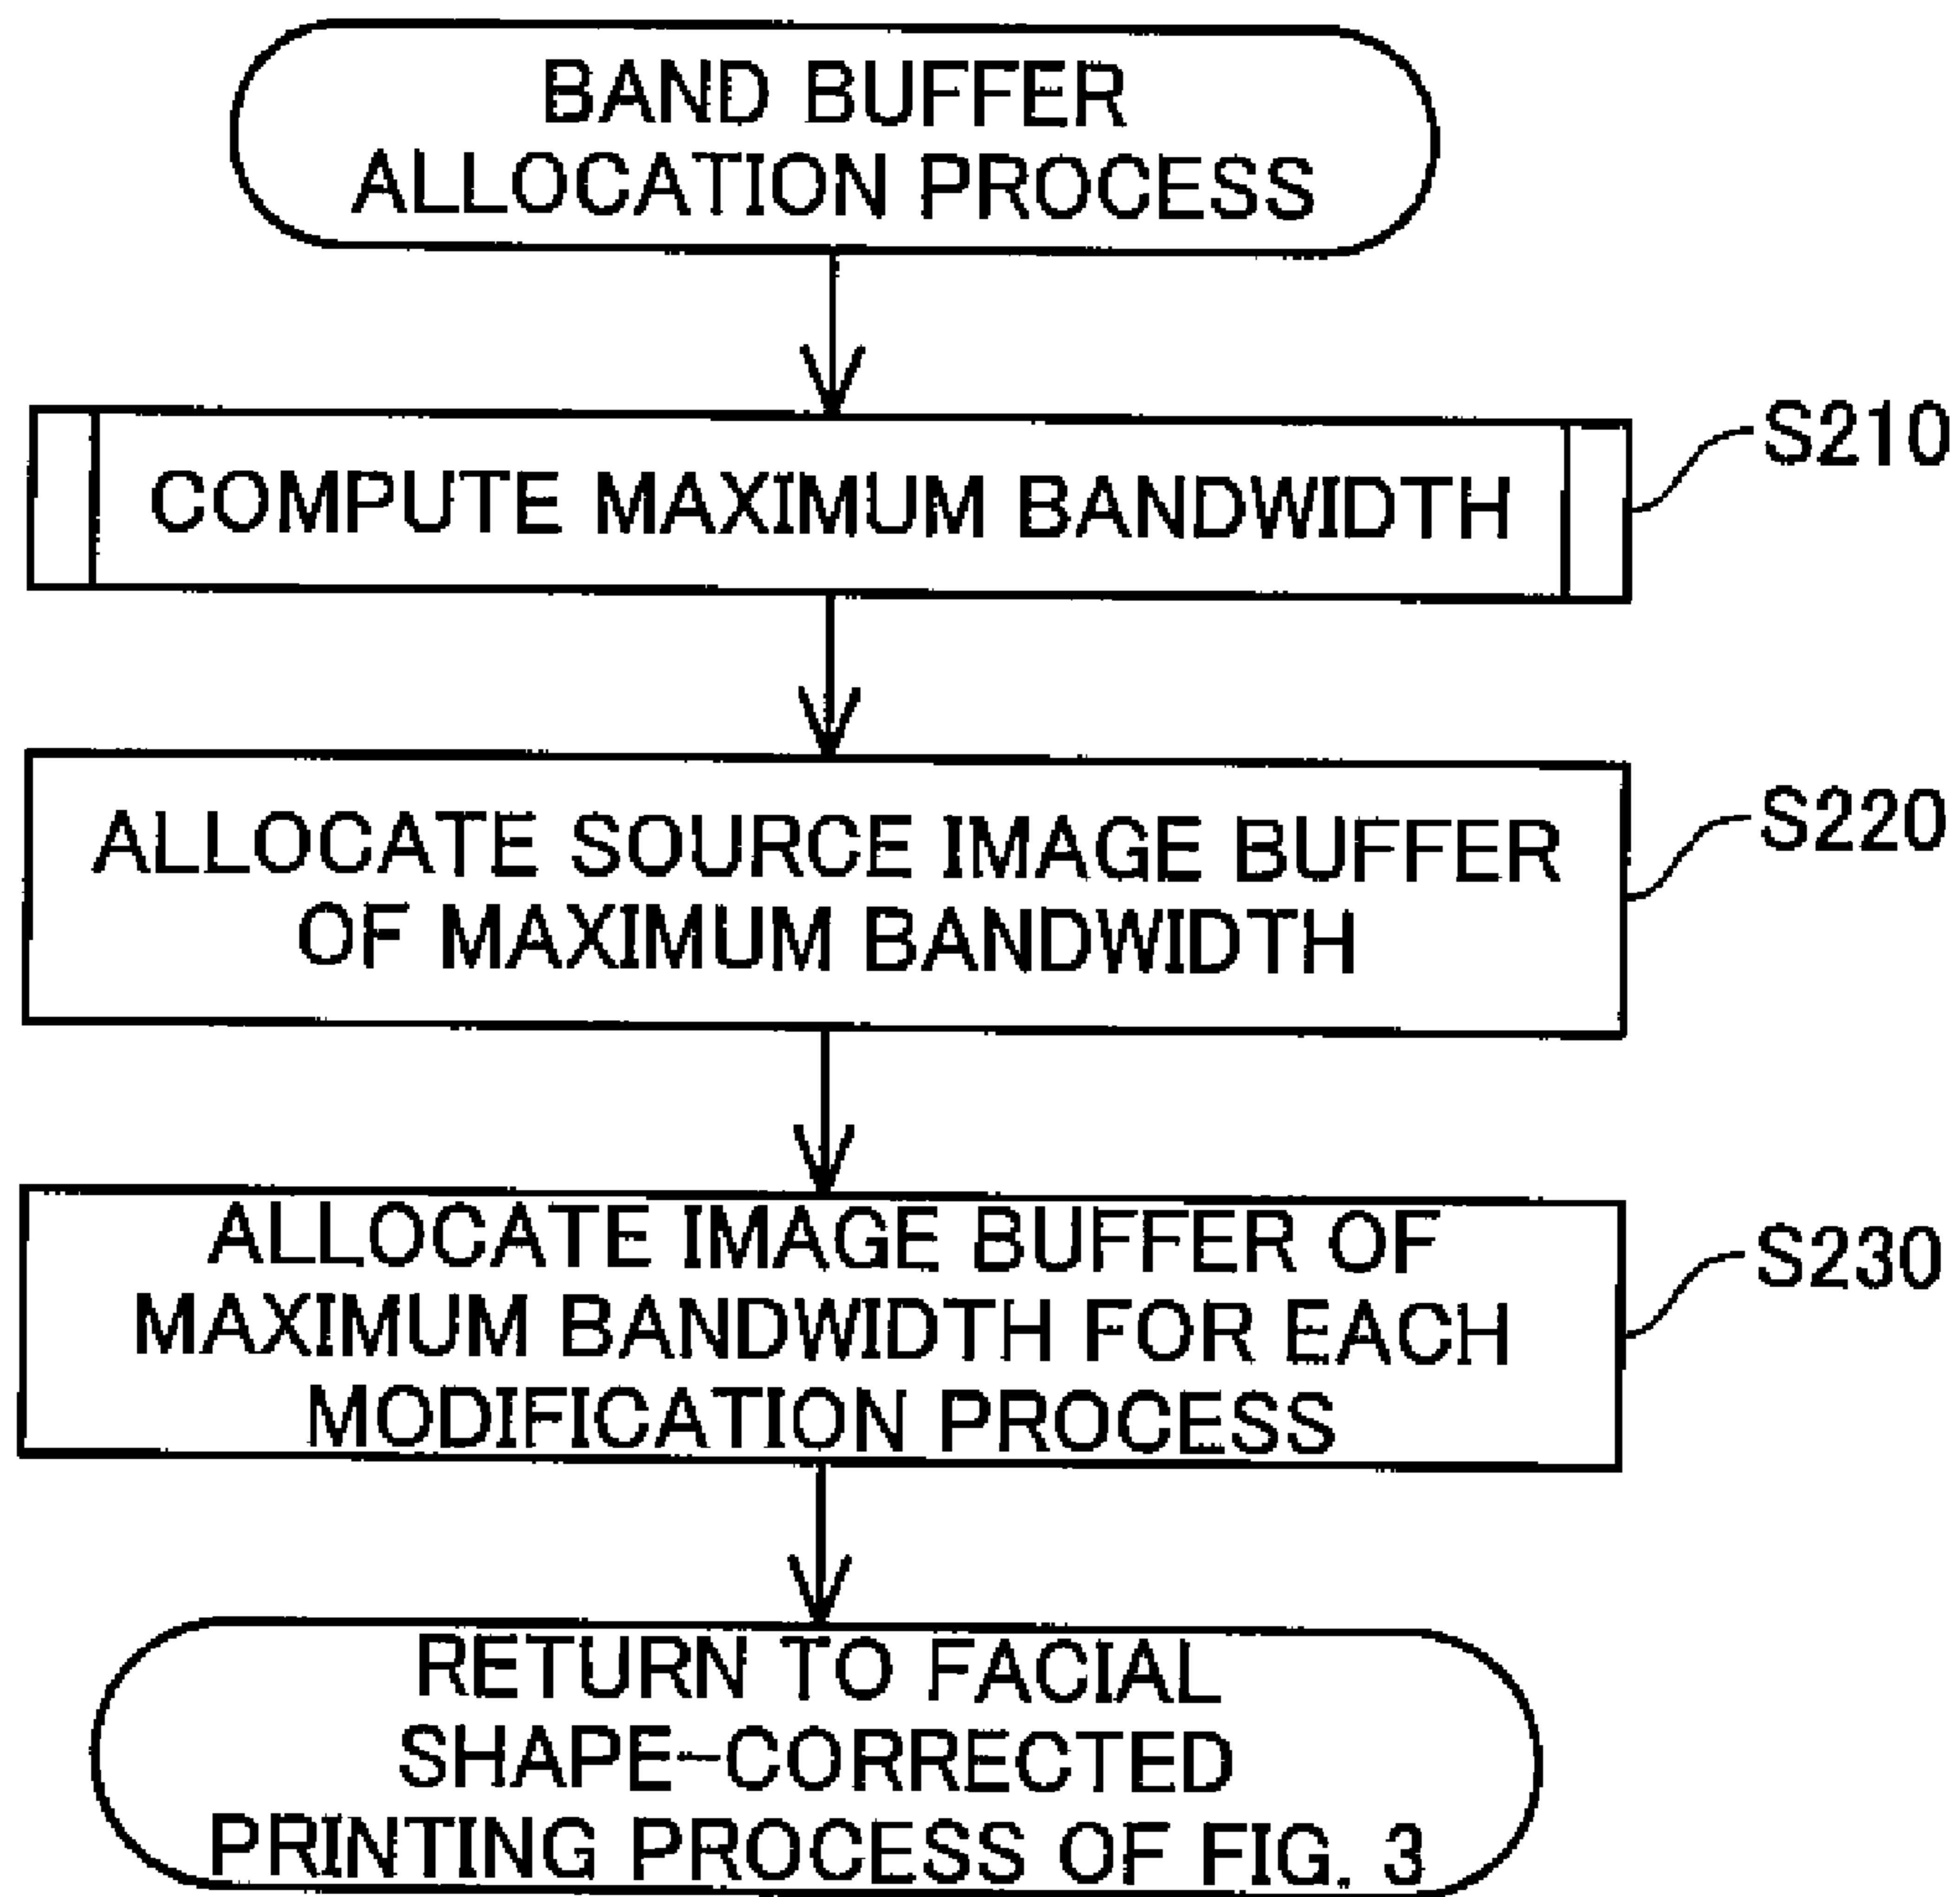 BAND BUFFER
ALLOCATION PROCESS
COMPUTE MAXIMUM BANDWIDTH
S210
ALLOCATE SOURCE IMAGE BUFFER
OF MAXIMUM BANDWIDTH
S220
ALLOCATE IMAGE BUFFER OF
MAXIMUM BANDWIDTH FOR EACH
MODIFICATION PROCESS
S230
RETURN TO FACIAL
SHAPE-CORRECTED
PRINTING PROCESS OF FIG. 3